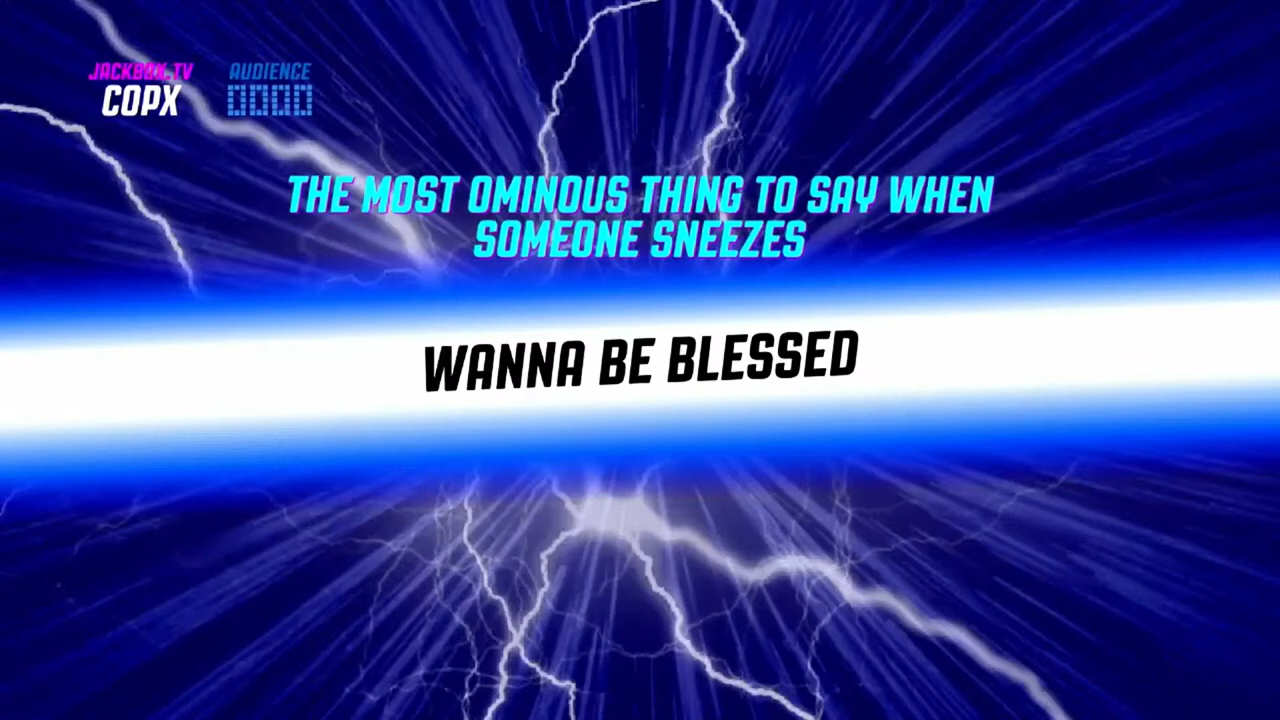 JACKBOX.TV
COPX
AUDIENCE
THE MOST OMINOUS THING TO SAY WHEN
SOMEONE SNEEZES
WANNA BE BLESSED